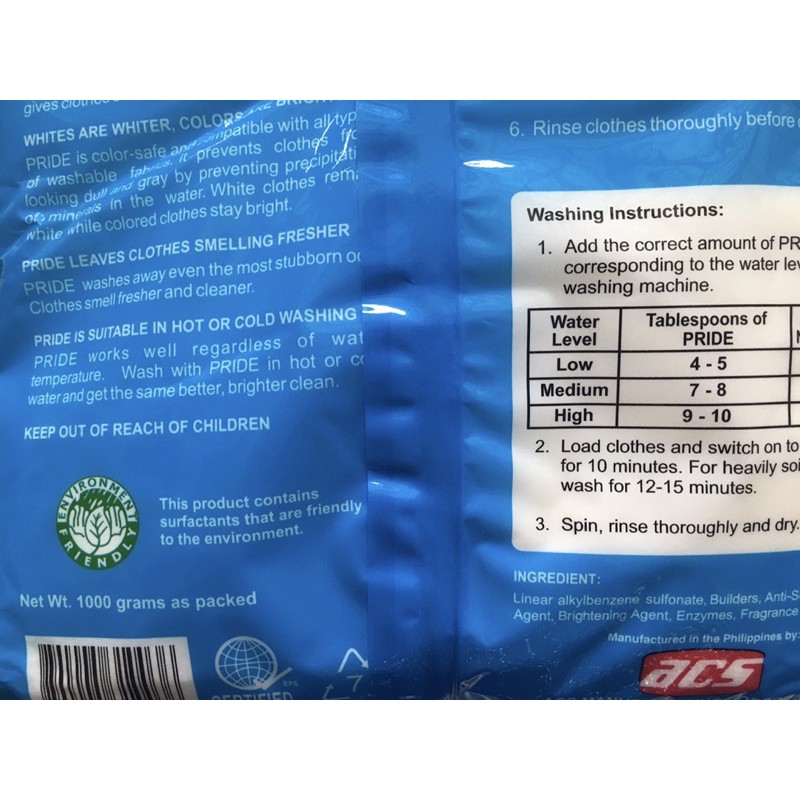 gives
WHITES ARE WHITER, COLORS ARE
PRIDE is color-safe and compatible with all typ
of washable fabrics. It prevents clothes fro
looking dull and gray by preventing precipitati
of minerals in the water. White clothes rema
white while colored clothes stay bright.
PRIDE LEAVES CLOTHES SMELLING FRESHER
PRIDE washes away even the most stubborn od
Clothes smell fresher and cleaner.
PRIDE IS SUITABLE IN HOT OR COLD WASHING
PRIDE works well regardless of wat
temperature. Wash with PRIDE in hot or co
water and get the same better, brighter clean.
KEEP OUT OF REACH OF CHILDREN
ENVIRONMENT
FRIENDLY
This product contains
surfactants that are friendly
to the environment.
Net Wt. 1000 grams as packed
BPS
CERTIFIED
7
6. Rinse clothes thoroughly before
Washing Instructions:
1. Add the correct amount of PR
corresponding to the water lev
washing machine.
Water Level Tablespoons of PRIDE
Low 4 - 5
Medium 7 - 8
High 9 - 10
2. Load clothes and switch on to
for 10 minutes. For heavily soi
wash for 12-15 minutes.
3. Spin, rinse thoroughly and dry.
INGREDIENT:
Linear alkylbenzene sulfonate, Builders, Anti-S
Agent, Brightening Agent, Enzymes, Fragrance
Manufactured in the Philippines by:
acs